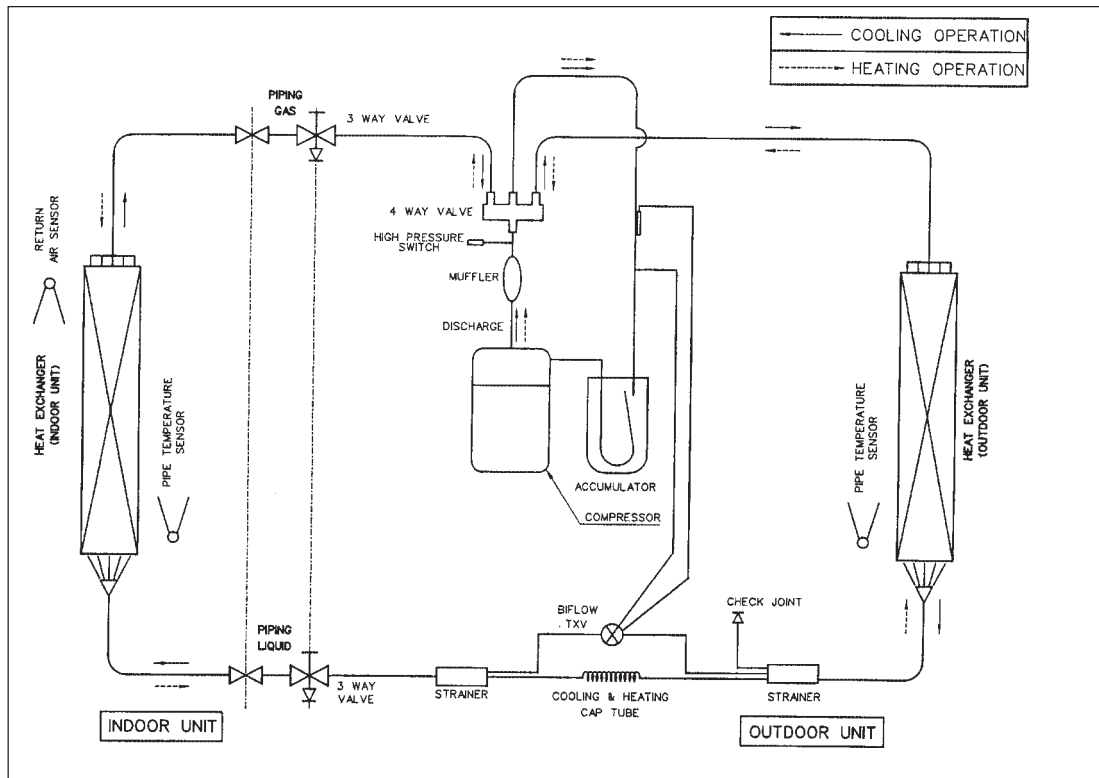 COOLING OPERATION
HEATING OPERATION
PIPING
GAS
3 WAY VALVE
RETURN
AIR SENSOR
4 WAY VALVE
HIGH PRESSURE
SWITCH
MUFFLER
DISCHARGE
HEAT EXCHANGER
(INDOOR UNIT)
PIPE TEMPERATURE
SENSOR
ACCUMULATOR
COMPRESSOR
PIPE TEMPERATURE
SENSOR
HEAT EXCHANGER
(OUTDOOR UNIT)
BIFLOW
. TXV
CHECK JOINT
PIPING
LIQUID
3 WAY
VALVE
STRAINER
COOLING & HEATING
CAP TUBE
STRAINER
INDOOR UNIT
OUTDOOR UNIT